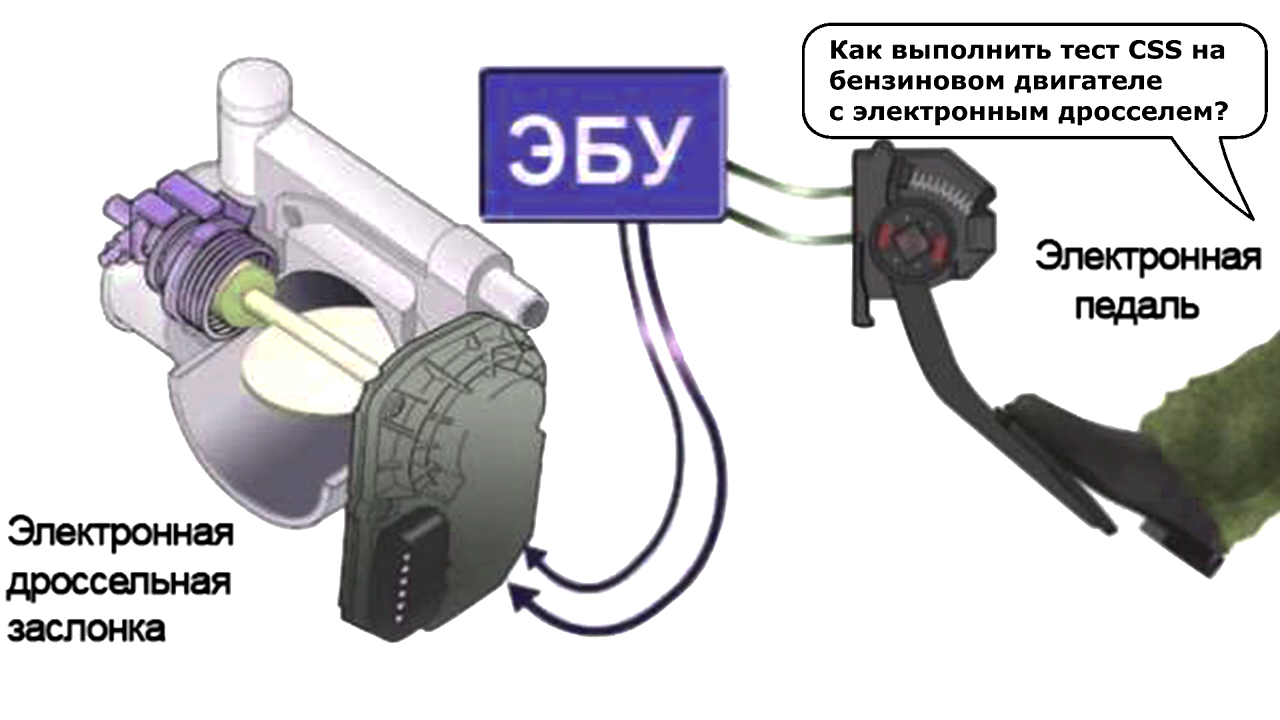 Как выполнить тест CSS на
бензиновом двигателе
с электронным дросселем?
ЭБУ
Электронная
педаль
Электронная
дроссельная
заслонка